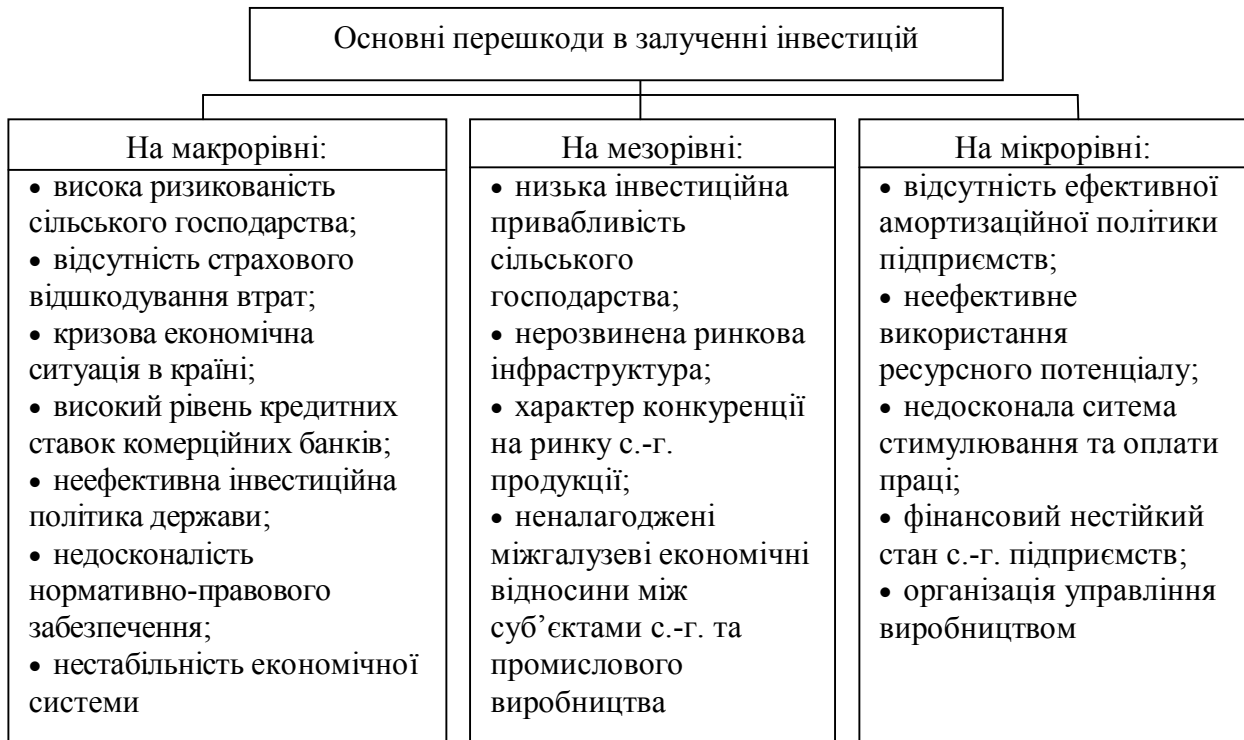 Основні перешкоди в залученні інвестицій
На макрорівні:
• висока ризикованість
сільського господарства;
• відсутність страхового
відшкодування втрат;
• кризова економічна
ситуація в країні;
• високий рівень кредитних
ставок комерційних банків;
• неефективна інвестиційна
політика держави;
• недосконалість
нормативно-правового
забезпечення;
• нестабільність економічної
системи
На мезорівні:
• низька інвестиційна
привабливість
сільського
господарства;
• нерозвинена ринкова
інфраструктура;
• характер конкуренції
на ринку с.-г.
продукції;
• неналагоджені
міжгалузеві економічні
відносини між
суб’єктами с.-г. та
промислового
виробництва
На мікрорівні:
• відсутність ефективної
амортизаційної політики
підприємств;
• неефективне
використання
ресурсного потенціалу;
• недосконала ситема
стимулювання та оплати
праці;
• фінансовий нестійкий
стан с.-г. підприємств;
• організація управління
виробництвом